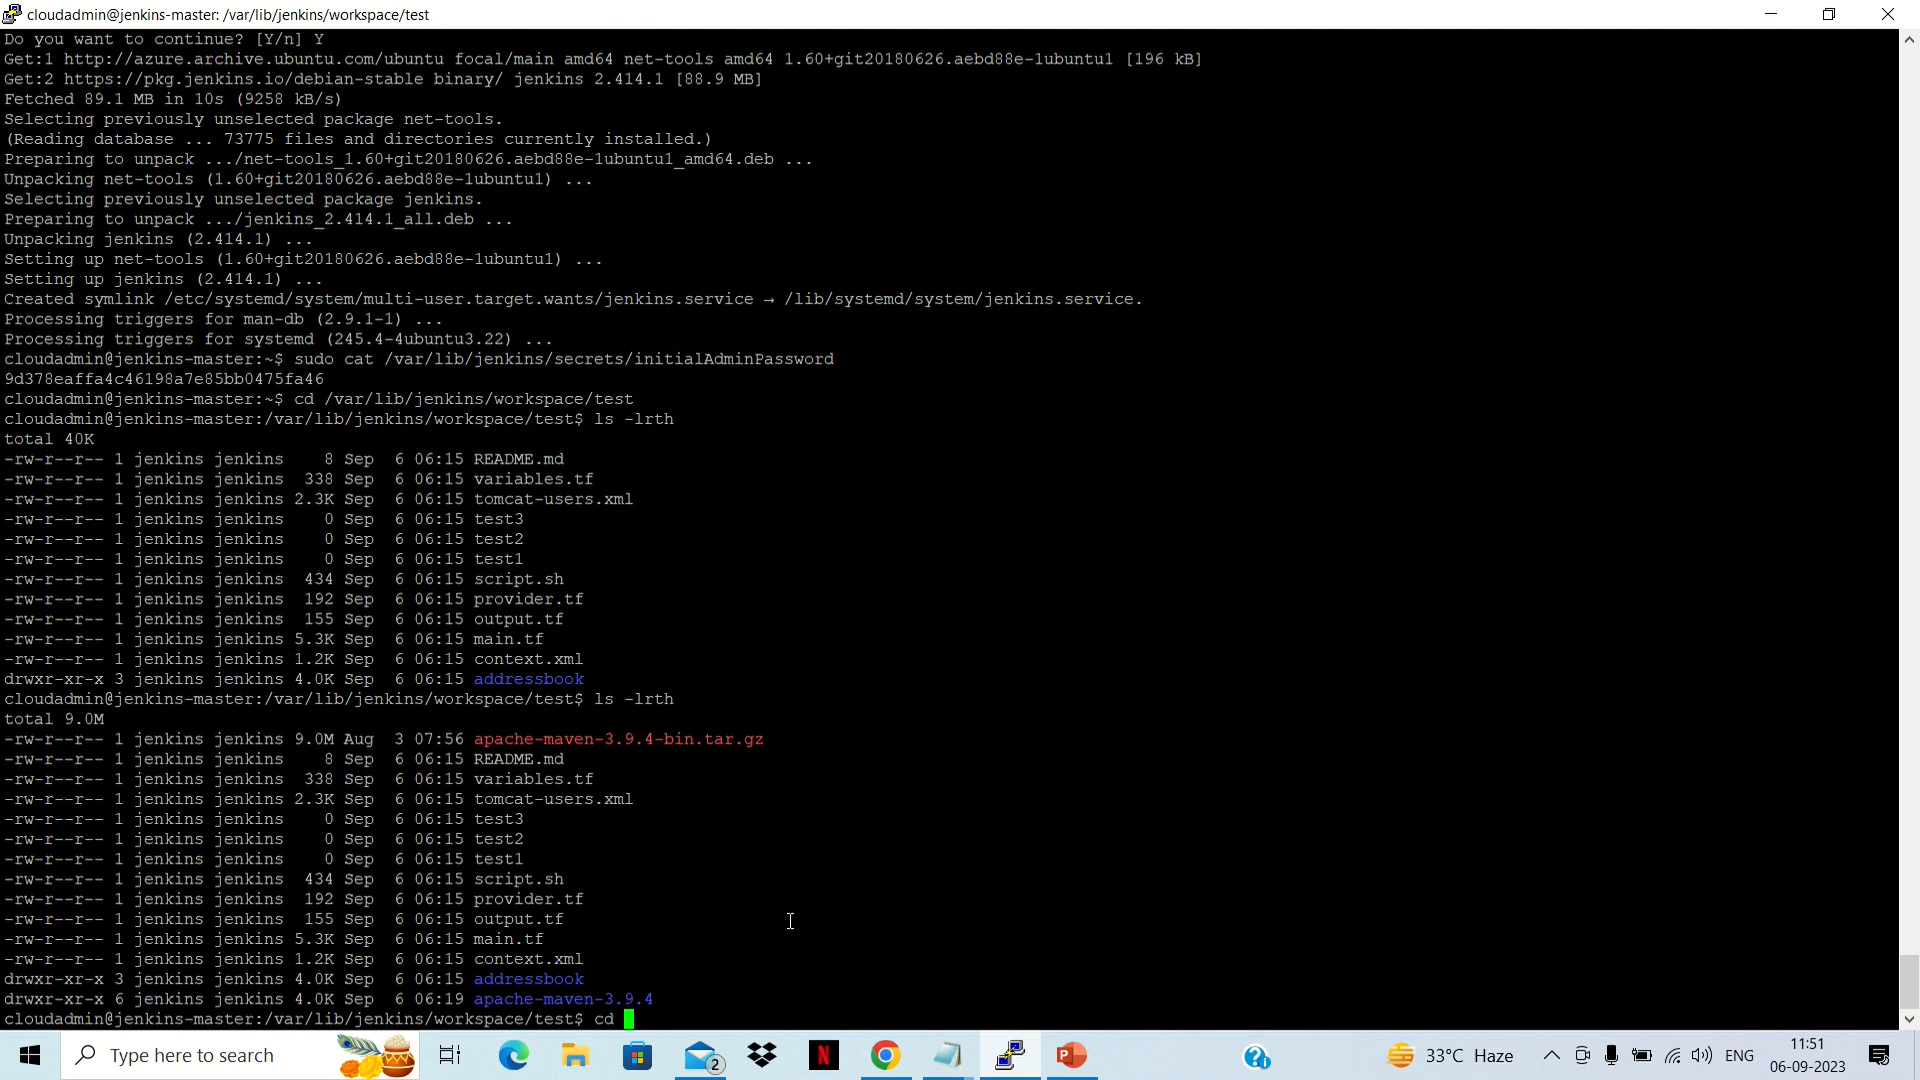 cloudadmin@jenkins-master: /var/lib/jenkins/workspace/test
Do you want to continue? [Y/n] Y
Get:1 http://azure.archive.ubuntu.com/ubuntu focal/main amd64 net-tools amd64 1.60+git20180626.aebd88e-1ubuntu1 [196 kB]
Get:2 https://pkg.jenkins.io/debian-stable binary/ jenkins 2.414.1 [88.9 MB]
Fetched 89.1 MB in 10s (9258 kB/s)
Selecting previously unselected package net-tools.
(Reading database ... 73775 files and directories currently installed.)
Preparing to unpack .../net-tools_1.60+git20180626.aebd88e-1ubuntu1_amd64.deb ...
Unpacking net-tools (1.60+git20180626.aebd88e-1ubuntu1) ...
Selecting previously unselected package jenkins.
Preparing to unpack .../jenkins_2.414.1_all.deb ...
Unpacking jenkins (2.414.1) ...
Setting up net-tools (1.60+git20180626.aebd88e-1ubuntu1) ...
Setting up jenkins (2.414.1) ...
Created symlink /etc/systemd/system/multi-user.target.wants/jenkins.service → /lib/systemd/system/jenkins.service.
Processing triggers for man-db (2.9.1-1) ...
Processing triggers for systemd (245.4-4ubuntu3.22) ...
cloudadmin@jenkins-master:~$ sudo cat /var/lib/jenkins/secrets/initialAdminPassword
9d378eaffa4c46198a7e85bb0475fa46
cloudadmin@jenkins-master:~$ cd /var/lib/jenkins/workspace/test
cloudadmin@jenkins-master:/var/lib/jenkins/workspace/test$ ls -lrth
total 40K
-rw-r--r-- 1 jenkins jenkins    8 Sep  6 06:15 README.md
-rw-r--r-- 1 jenkins jenkins  338 Sep  6 06:15 variables.tf
-rw-r--r-- 1 jenkins jenkins 2.3K Sep  6 06:15 tomcat-users.xml
-rw-r--r-- 1 jenkins jenkins    0 Sep  6 06:15 test3
-rw-r--r-- 1 jenkins jenkins    0 Sep  6 06:15 test2
-rw-r--r-- 1 jenkins jenkins    0 Sep  6 06:15 test1
-rw-r--r-- 1 jenkins jenkins  434 Sep  6 06:15 script.sh
-rw-r--r-- 1 jenkins jenkins  192 Sep  6 06:15 provider.tf
-rw-r--r-- 1 jenkins jenkins  155 Sep  6 06:15 output.tf
-rw-r--r-- 1 jenkins jenkins 5.3K Sep  6 06:15 main.tf
-rw-r--r-- 1 jenkins jenkins 1.2K Sep  6 06:15 context.xml
drwxr-xr-x 3 jenkins jenkins 4.0K Sep  6 06:15 addressbook
cloudadmin@jenkins-master:/var/lib/jenkins/workspace/test$ ls -lrth
total 9.0M
-rw-r--r-- 1 jenkins jenkins 9.0M Aug  3 07:56 apache-maven-3.9.4-bin.tar.gz
-rw-r--r-- 1 jenkins jenkins    8 Sep  6 06:15 README.md
-rw-r--r-- 1 jenkins jenkins  338 Sep  6 06:15 variables.tf
-rw-r--r-- 1 jenkins jenkins 2.3K Sep  6 06:15 tomcat-users.xml
-rw-r--r-- 1 jenkins jenkins    0 Sep  6 06:15 test3
-rw-r--r-- 1 jenkins jenkins    0 Sep  6 06:15 test2
-rw-r--r-- 1 jenkins jenkins    0 Sep  6 06:15 test1
-rw-r--r-- 1 jenkins jenkins  434 Sep  6 06:15 script.sh
-rw-r--r-- 1 jenkins jenkins  192 Sep  6 06:15 provider.tf
-rw-r--r-- 1 jenkins jenkins  155 Sep  6 06:15 output.tf
-rw-r--r-- 1 jenkins jenkins 5.3K Sep  6 06:15 main.tf
-rw-r--r-- 1 jenkins jenkins 1.2K Sep  6 06:15 context.xml
drwxr-xr-x 3 jenkins jenkins 4.0K Sep  6 06:15 addressbook
drwxr-xr-x 6 jenkins jenkins 4.0K Sep  6 06:19 apache-maven-3.9.4
cloudadmin@jenkins-master:/var/lib/jenkins/workspace/test$ cd
Type here to search
2
N
P
?
33°C Haze
ENG
11:51
06-09-2023